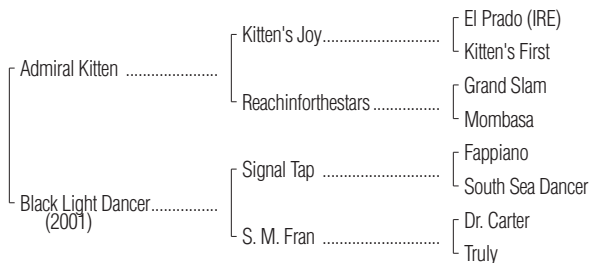 El Prado (IRE)
Kitten's Joy............................
Kitten's First
Admiral Kitten ......................
Grand Slam
Reachinforthestars ................
Mombasa
Fappiano
Signal Tap ............................
South Sea Dancer
Black Light Dancer................
(2001)
Dr. Carter
S. M. Fran ............................
Truly